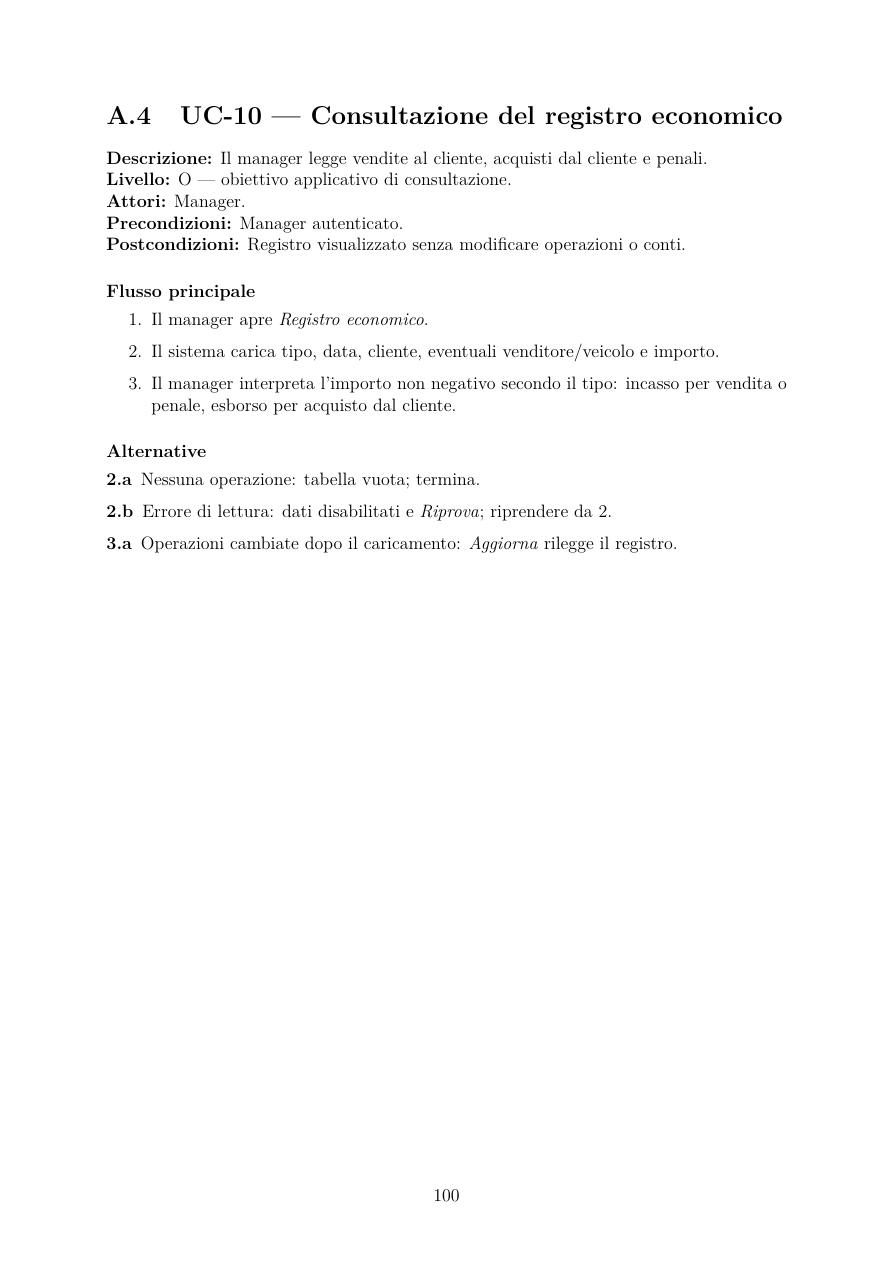 A.4 UC-10 — Consultazione del registro economico
Descrizione: Il manager legge vendite al cliente, acquisti dal cliente e penali.
Livello: O — obiettivo applicativo di consultazione.
Attori: Manager.
Precondizioni: Manager autenticato.
Postcondizioni: Registro visualizzato senza modificare operazioni o conti.
Flusso principale
1. Il manager apre Registro economico.
2. Il sistema carica tipo, data, cliente, eventuali venditore/veicolo e importo.
3. Il manager interpreta l'importo non negativo secondo il tipo: incasso per vendita o
penale, esborso per acquisto dal cliente.
Alternative
2.a Nessuna operazione: tabella vuota; termina.
2.b Errore di lettura: dati disabilitati e Riprova; riprendere da 2.
3.a Operazioni cambiate dopo il caricamento: Aggiorna rilegge il registro.
100